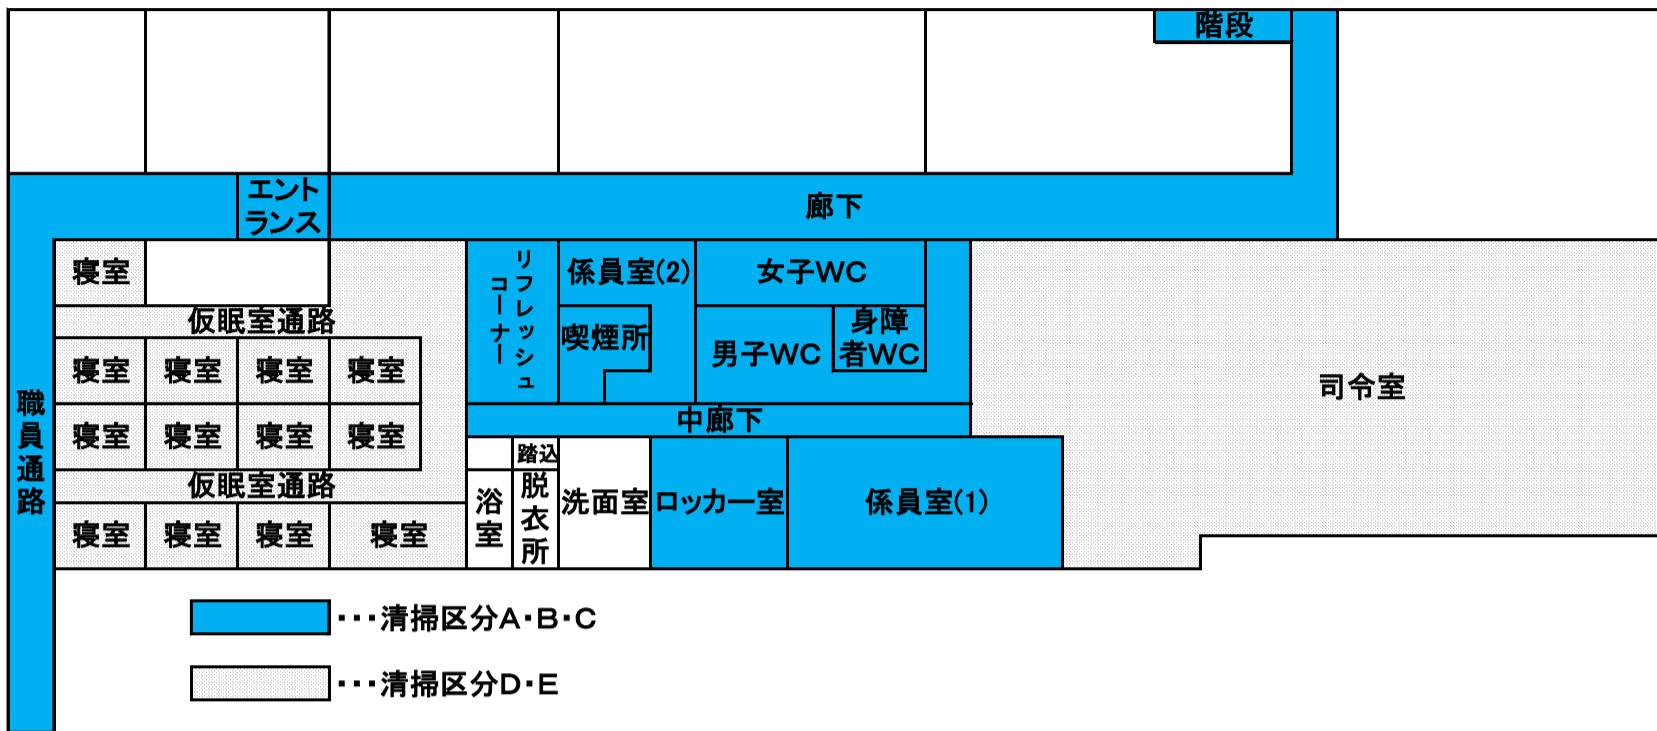 階段
エント
ランス
廊下
寝室
リフレッシュ
コーナー
係員室(2)
女子WC
仮眠室通路
喫煙所
男子WC
身障
者WC
寝室
寝室
寝室
寝室
司令室
職員通路
中廊下
寝室
寝室
寝室
寝室
踏込
仮眠室通路
浴室
脱衣所
洗面室
ロッカー室
係員室(1)
寝室
寝室
寝室
寝室
・・・清掃区分A・B・C
・・・清掃区分D・E